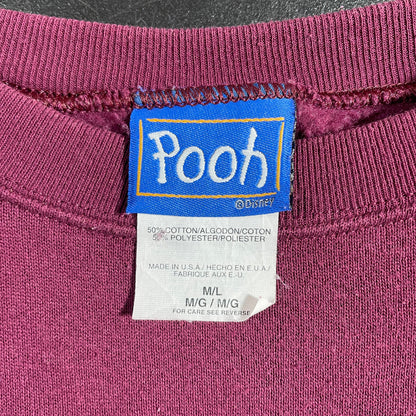 Pooh
©Disney
50% COTTON/ALGODON/COTON
50% POLYESTER/POLIESTER
MADE IN U.S.A./ HECHO EN E.U.A./
FABRIQUE AUX E.-U.
M/L
M/G / M/G
FOR CARE SEE REVERSE